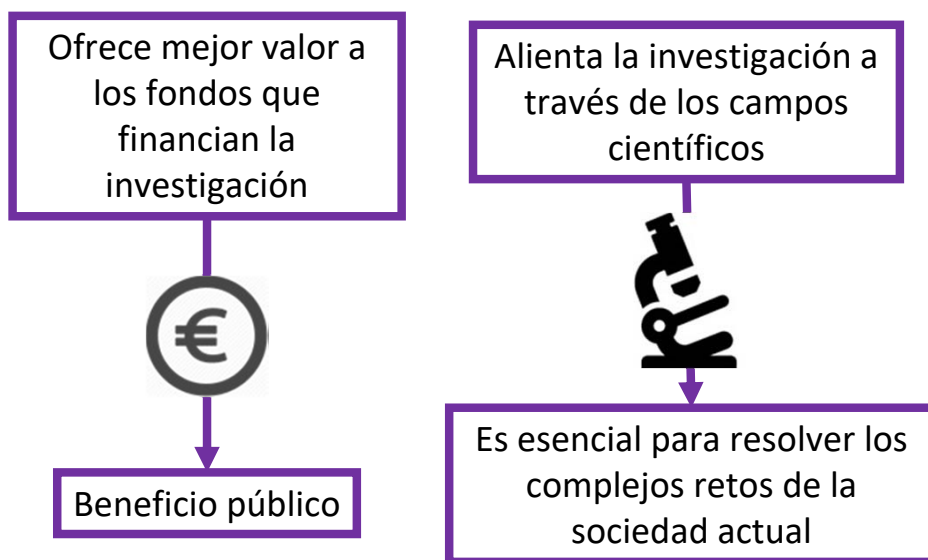 Ofrece mejor valor a
los fondos que
financian la
investigación
€
Beneficio público
Alienta la investigación a
través de los campos
científicos
Es esencial para resolver los
complejos retos de la
sociedad actual